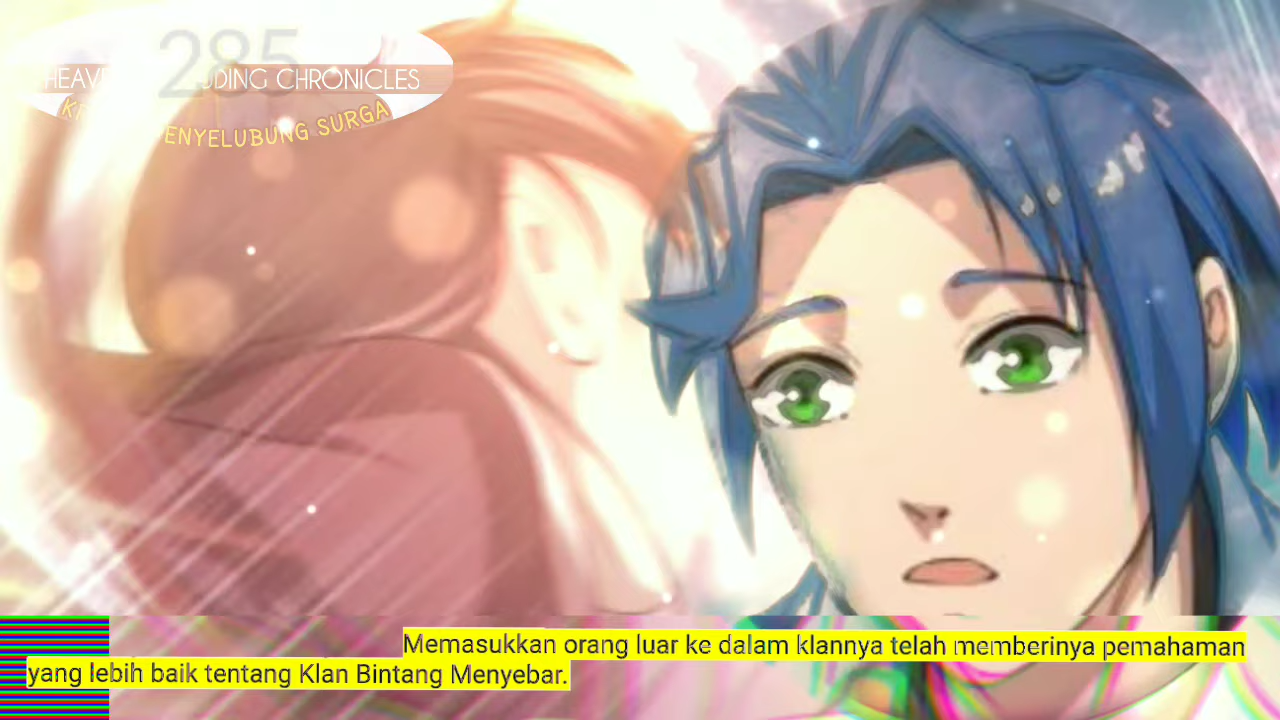 285
HEAVE UDING CHRONICLES
ENYELUBUNG SURGA
Memasukkan orang luar ke dalam klannya telah memberinya pemahaman
yang lebih baik tentang Klan Bintang Menyebar.